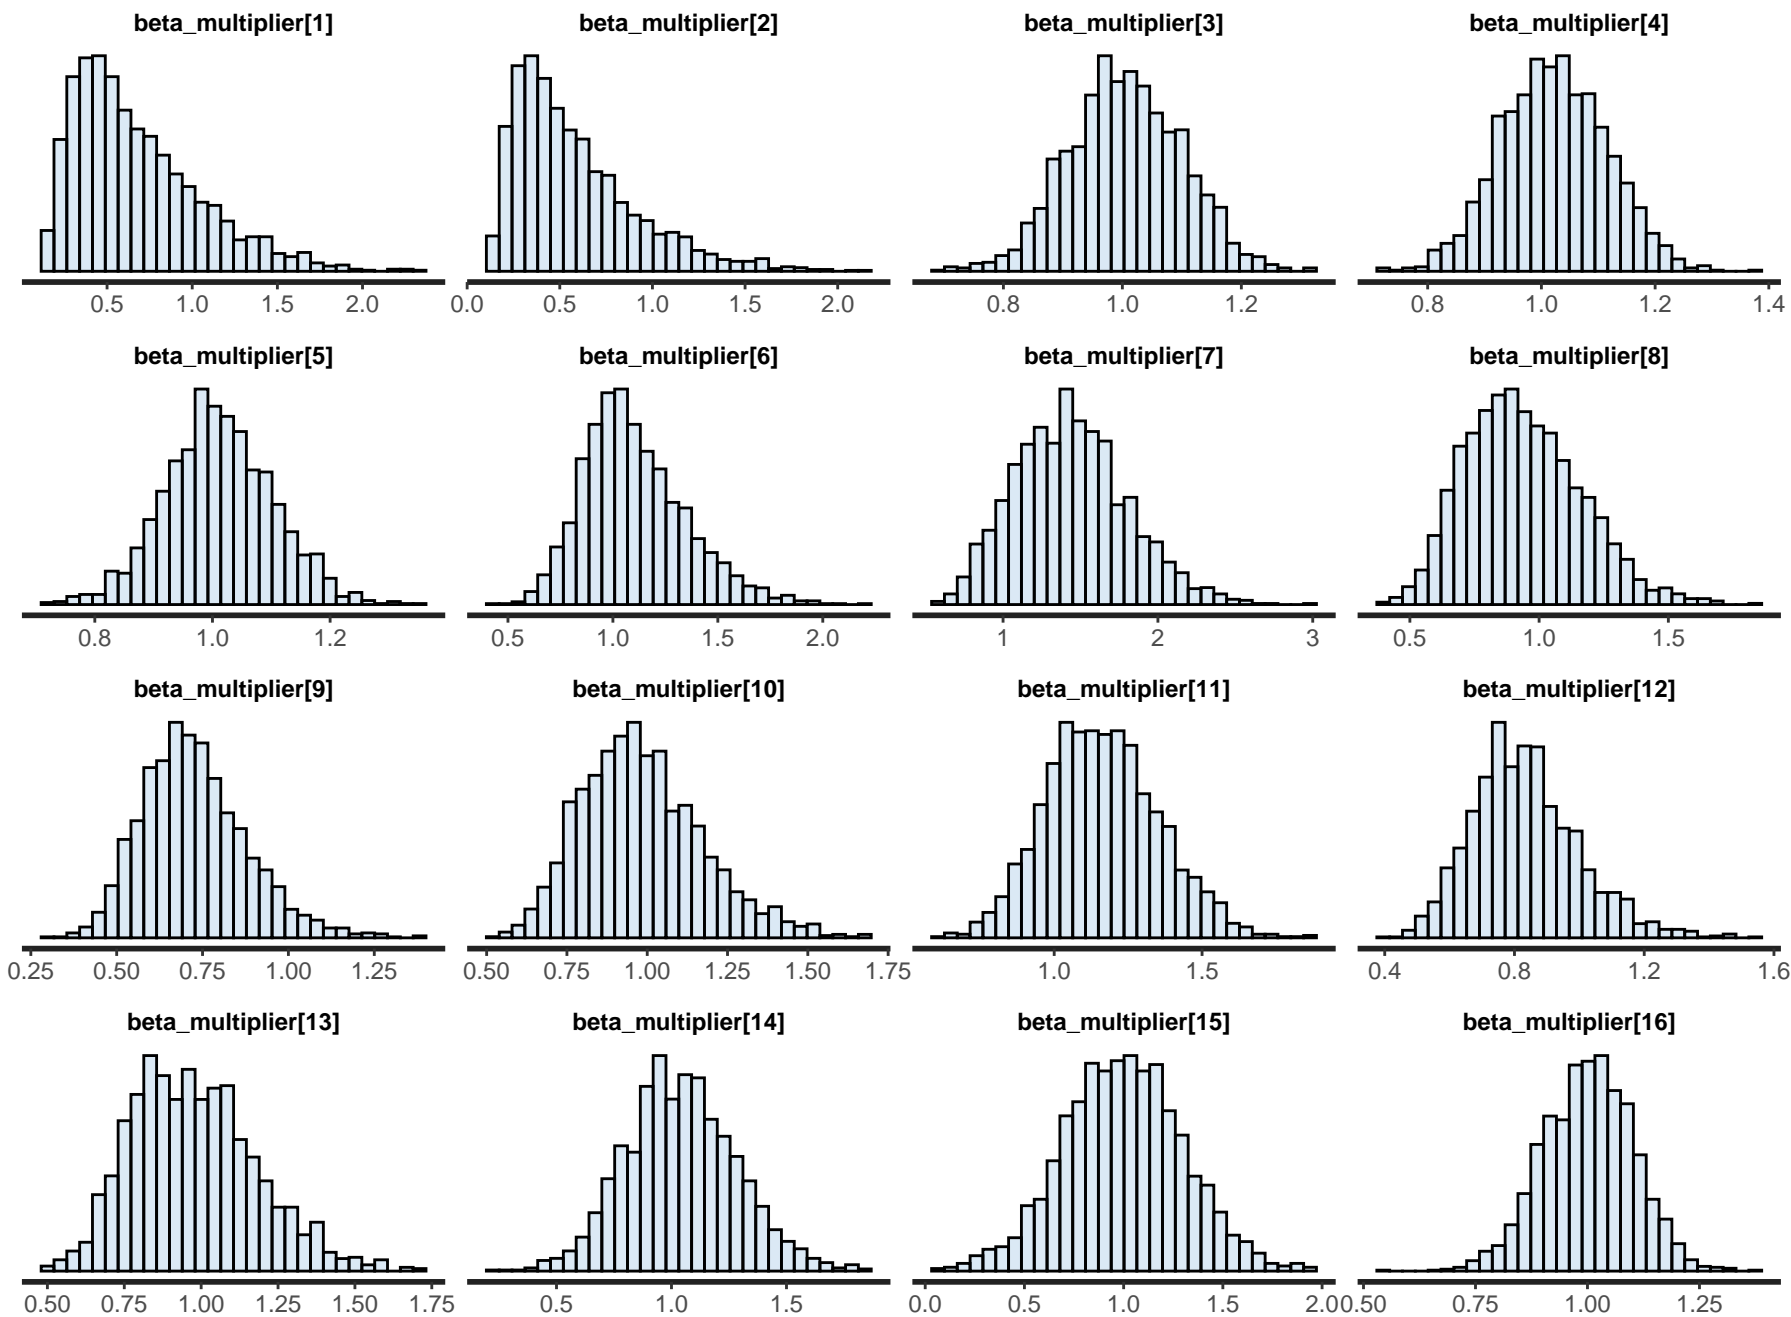 beta_multiplier[1] beta_multiplier[2] beta_multiplier[3] beta_multiplier[4]
0.5 1.0 1.5 2.0 0.0 0.5 1.0 1.5 2.0 0.8 1.0 1.2 0.8 1.0 1.2 1.4
beta_multiplier[5] beta_multiplier[6] beta_multiplier[7] beta_multiplier[8]
0.8 1.0 1.2 0.5 1.0 1.5 2.0 1 2 3 0.5 1.0 1.5
beta_multiplier[9] beta_multiplier[10] beta_multiplier[11] beta_multiplier[12]
0.25 0.50 0.75 1.00 1.25 0.50 0.75 1.00 1.25 1.50 1.75 1.0 1.5 0.4 0.8 1.2 1.6
beta_multiplier[13] beta_multiplier[14] beta_multiplier[15] beta_multiplier[16]
0.50 0.75 1.00 1.25 1.50 1.75 0.5 1.0 1.5 0.0 0.5 1.0 1.5 2.0 0.50 0.75 1.00 1.25